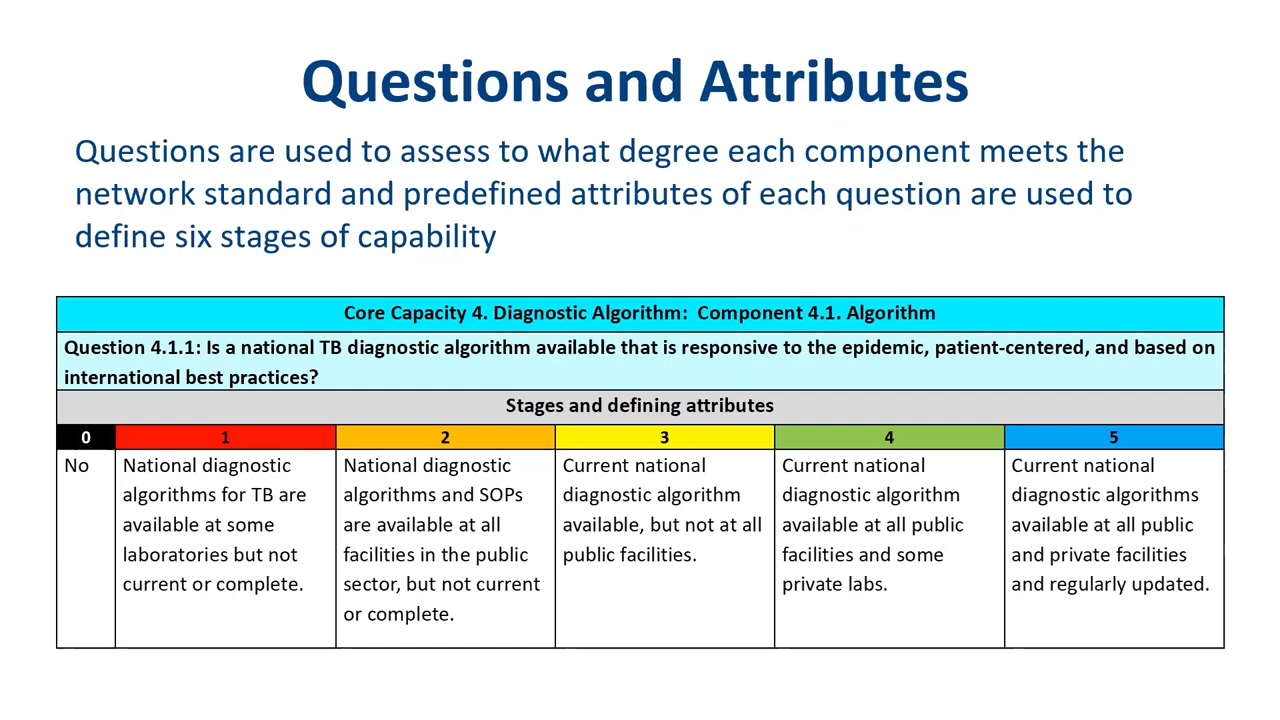 Questions and Attributes
Questions are used to assess to what degree each component meets the
network standard and predefined attributes of each question are used to
define six stages of capability
Core Capacity 4. Diagnostic Algorithm:  Component 4.1. Algorithm
Question 4.1.1: Is a national TB diagnostic algorithm available that is responsive to the epidemic, patient-centered, and based on
international best practices?
Stages and defining attributes
0
1
2
3
4
5
No
National diagnostic
algorithms for TB are
available at some
laboratories but not
current or complete.
National diagnostic
algorithms and SOPs
are available at all
facilities in the public
sector, but not current
or complete.
Current national
diagnostic algorithm
available, but not at all
public facilities.
Current national
diagnostic algorithm
available at all public
facilities and some
private labs.
Current national
diagnostic algorithms
available at all public
and private facilities
and regularly updated.